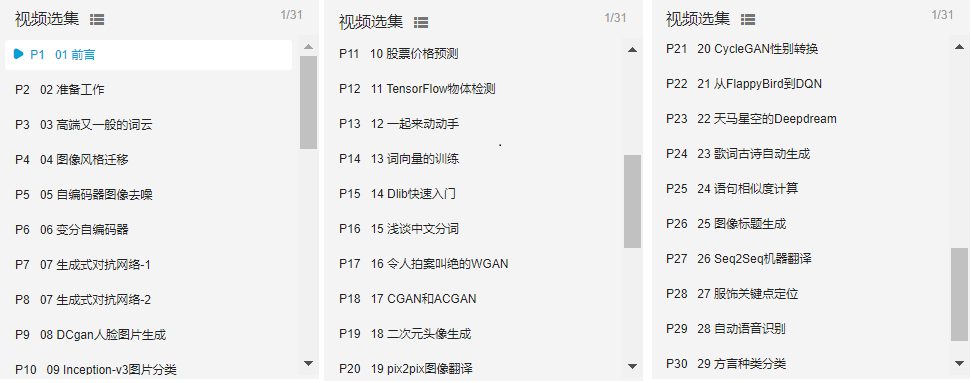 视频选集
1/31
P1 01 前言
P2 02 准备工作
P3 03 高端又一般的词云
P4 04 图像风格迁移
P5 05 自编码器图像去噪
P6 06 变分自编码器
P7 07 生成式对抗网络-1
P8 07 生成式对抗网络-2
P9 08 DCgan人脸图片生成
P10 09 Inception-v3图片分类
视频选集
1/31
P11 10 股票价格预测
P12 11 TensorFlow物体检测
P13 12 一起来动动手
P14 13 词向量的训练
P15 14 Dlib快速入门
P16 15 浅谈中文分词
P17 16 令人拍案叫绝的WGAN
P18 17 CGAN和ACGAN
P19 18 二次元头像生成
P20 19 pix2pix图像翻译
视频选集
1/31
P21 20 CycleGAN性别转换
P22 21 从FlappyBird到DQN
P23 22 天马星空的Deepdream
P24 23 歌词古诗自动生成
P25 24 语句相似度计算
P26 25 图像标题生成
P27 26 Seq2Seq机器翻译
P28 27 服饰关键点定位
P29 28 自动语音识别
P30 29 方言种类分类